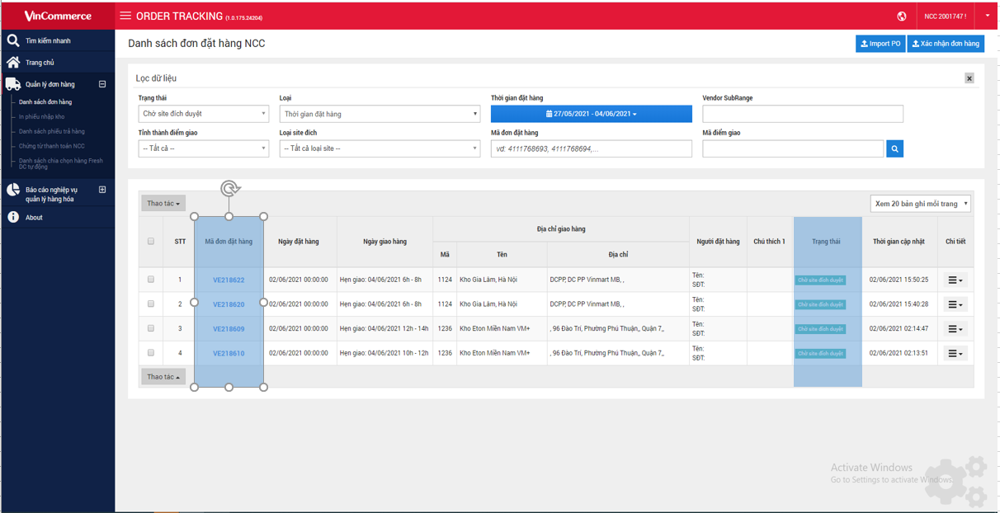 VinCommerce
ORDER TRACKING (1.0.175.24204)
NCC 2001747 !
Tìm kiếm nhanh
Trang chủ
Quản lý đơn hàng
Danh sách đơn hàng
In phiếu nhập kho
Danh sách phiếu trả hàng
Chứng từ thanh toán NCC
Danh sách chia chọn hàng Fresh
DC tự động
Báo cáo nghiệp vụ
quản lý hàng hóa
About
Danh sách đơn đặt hàng NCC
Import PO
Xác nhận đơn hàng
Lọc dữ liệu
Trạng thái
Loại
Thời gian đặt hàng
Vendor SubRange
Chờ site đích duyệt
Thời gian đặt hàng
27/05/2021 - 04/06/2021
Tỉnh thành điểm giao
Loại site đích
Mã đơn đặt hàng
Mã điểm giao
-- Tất cả --
-- Tất cả loại site --
vd: 4111768693, 4111768694,...
Thao tác
Xem 20 bản ghi mỗi trang
STT
Mã đơn đặt hàng
Ngày đặt hàng
Ngày giao hàng
Địa chỉ giao hàng
Mã
Tên
Địa chỉ
Người đặt hàng
Chú thích 1
Trạng thái
Thời gian cập nhật
Chi tiết
1 VE218622 02/06/2021 00:00:00 Hẹn giao: 04/06/2021 6h - 8h 1124 Kho Gia Lâm, Hà Nội DCPP, DC PP Vinmart MB, , Tên: Chờ site đích duyệt 02/06/2021 15:50:25
SĐT:
2 VE218620 02/06/2021 00:00:00 Hẹn giao: 04/06/2021 6h - 8h 1124 Kho Gia Lâm, Hà Nội DCPP, DC PP Vinmart MB, , Tên: Chờ site đích duyệt 02/06/2021 15:40:28
SĐT:
3 VE218609 02/06/2021 00:00:00 Hẹn giao: 04/06/2021 12h - 14h 1236 Kho Eton Miền Nam VM+ , 96 Đào Trí, Phường Phú Thuận,, Quận 7,, Tên: Chờ site đích duyệt 02/06/2021 02:14:47
SĐT:
4 VE218610 02/06/2021 00:00:00 Hẹn giao: 04/06/2021 10h - 12h 1236 Kho Eton Miền Nam VM+ , 96 Đào Trí, Phường Phú Thuận,, Quận 7,, Tên: Chờ site đích duyệt 02/06/2021 02:13:51
SĐT:
Thao tác
Activate Windows
Go to Settings to activate Windows.